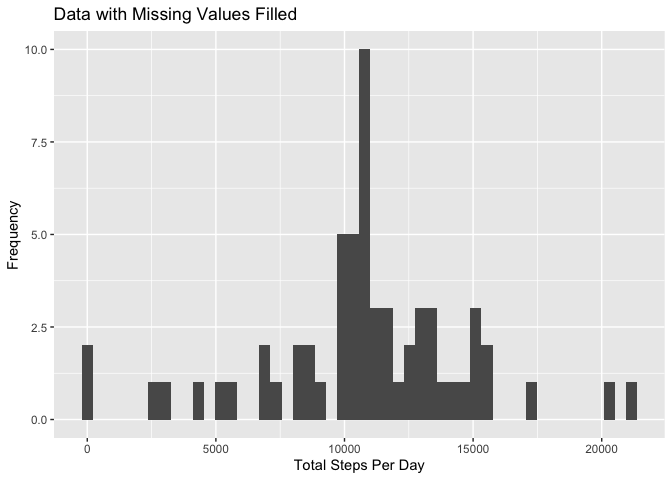 Data with Missing Values Filled
10.0
7.5
5.0
2.5
0.0
Frequency
0 5000 10000 15000 20000
Total Steps Per Day